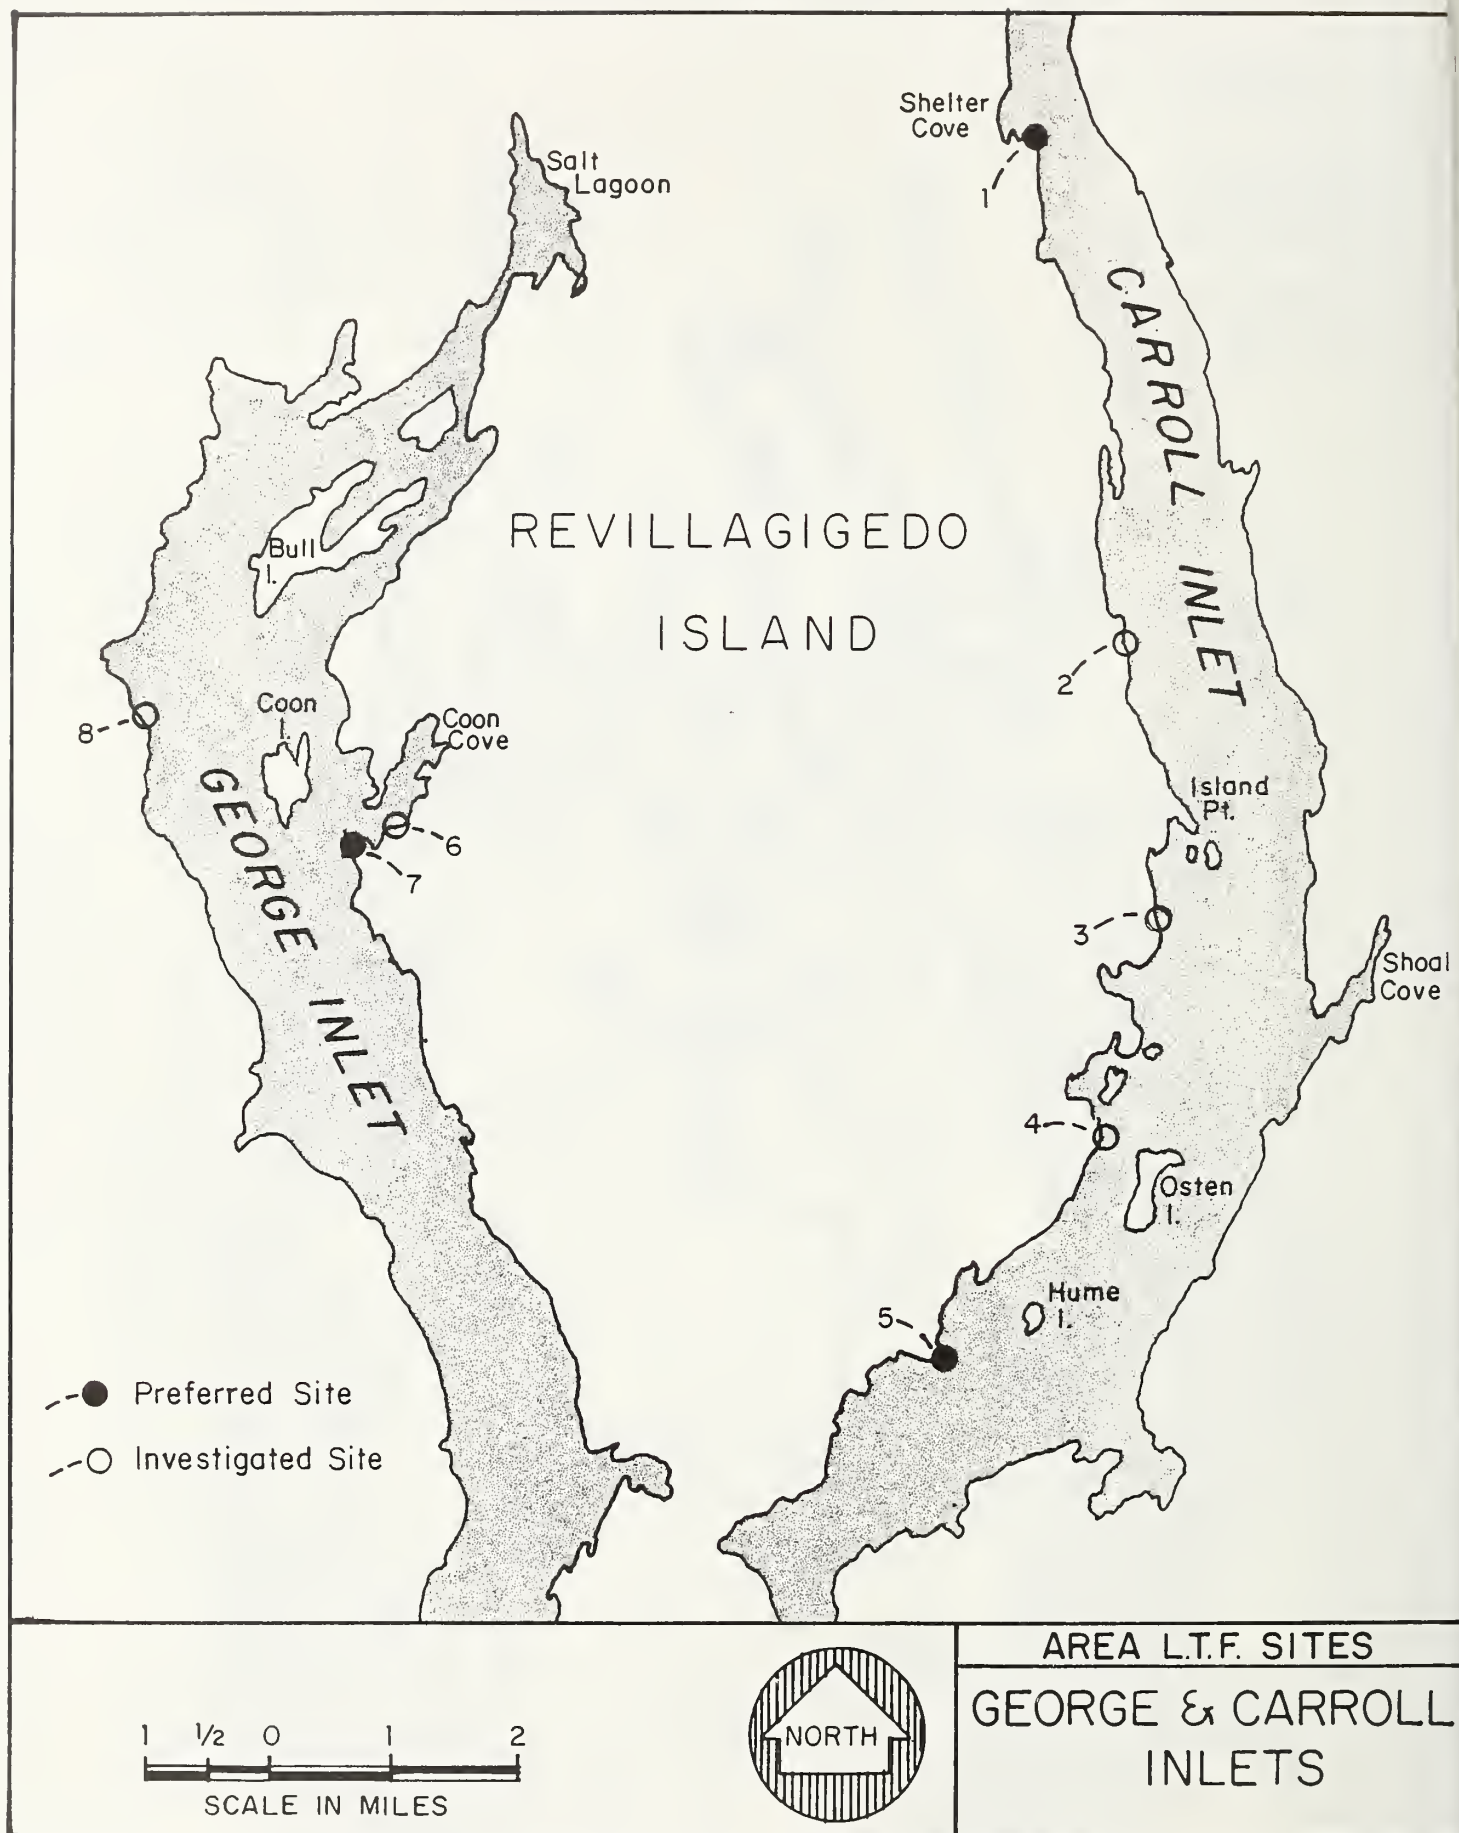 Shelter
Cove
1
Salt
Lagoon
CARROLL INLET
REVILLAGIGEDO
ISLAND
Bull
I.
2
Coon
I.
Coon
Cove
8
GEORGE INLET
6
7
Island
Pt.
3
Shoal
Cove
4
Osten
I.
Hume
I.
5
Preferred Site
Investigated Site
1 1/2 0 1 2
SCALE IN MILES
NORTH
AREA L.T.F. SITES
GEORGE & CARROLL
INLETS